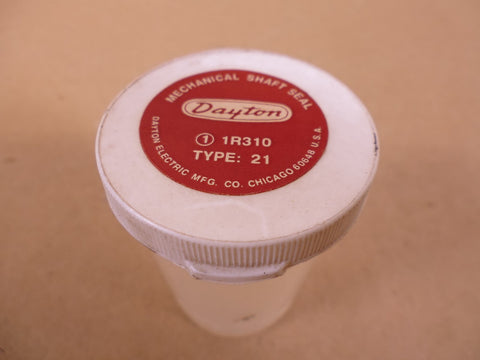 MECHANICAL SHAFT SEAL
Dayton
① 1R310
TYPE: 21
DAYTON ELECTRIC MFG. CO. CHICAGO 60648 U.S.A.